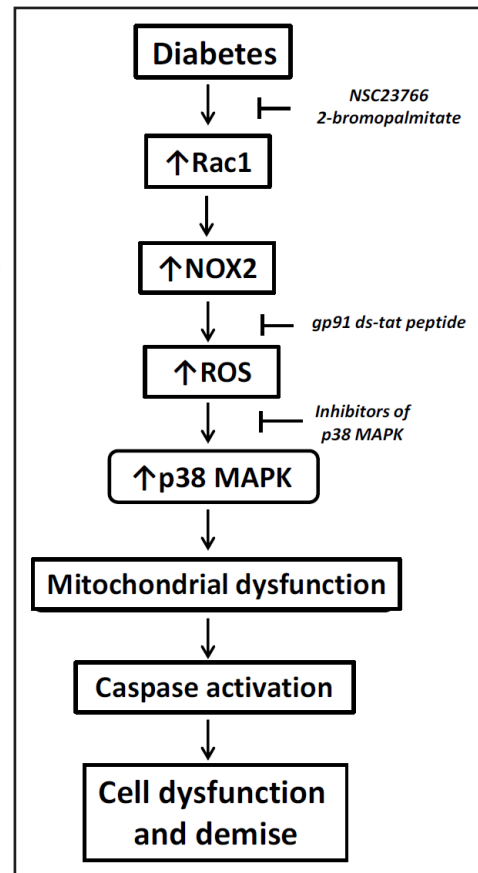 Diabetes
NSC23766
2-bromopalmitate
↑Rac1
↑NOX2
gp91 ds-tat peptide
↑ROS
Inhibitors of
p38 MAPK
↑p38 MAPK
Mitochondrial dysfunction
Caspase activation
Cell dysfunction
and demise